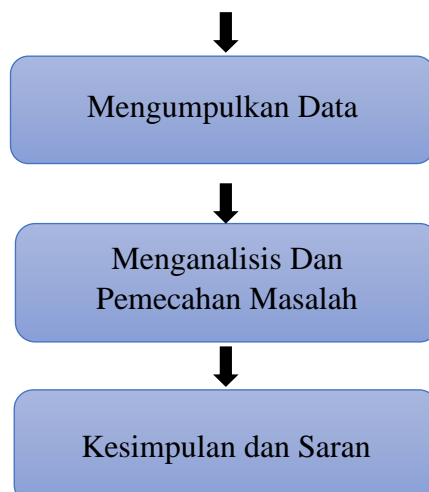 Mengumpulkan Data
Menganalisis Dan
Pemecahan Masalah
Kesimpulan dan Saran